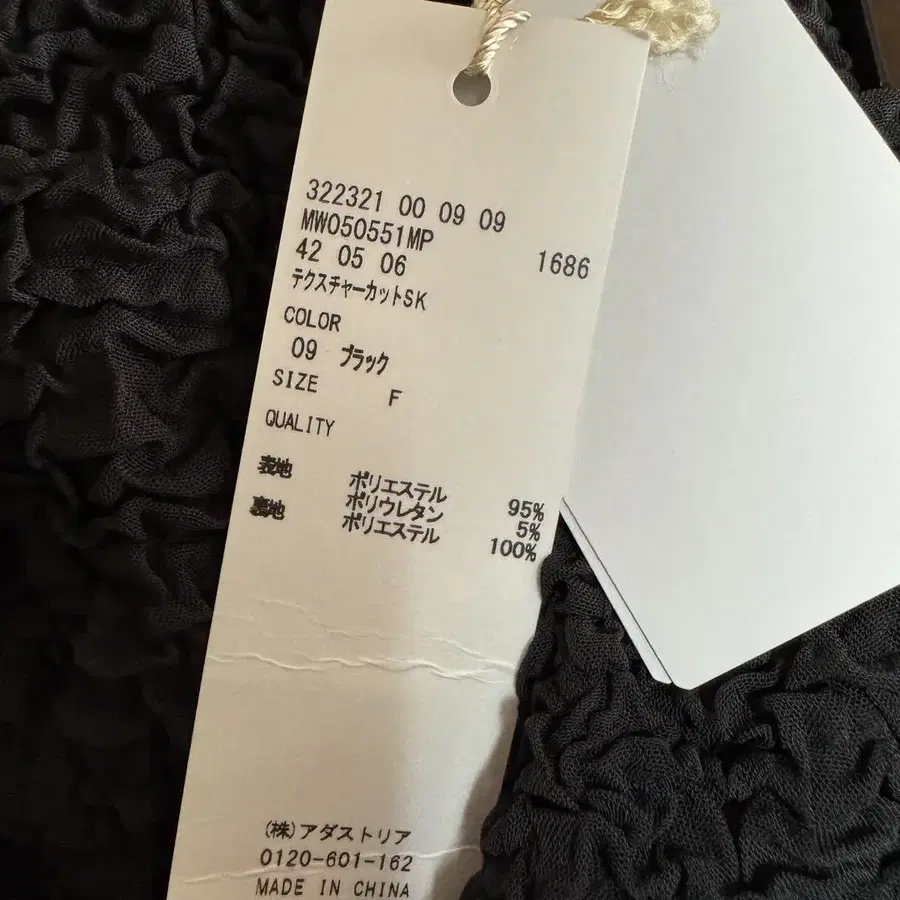 322321 00 09 09
MW050551MP
42 05 06 1686
テクスチャーカットSK
COLOR
09 ブラック
SIZE F
QUALITY
表地 ポリエステル 95%
ポリウレタン 5%
裏地 ポリエステル 100%
(株)アダストリア
0120-601-162
MADE IN CHINA